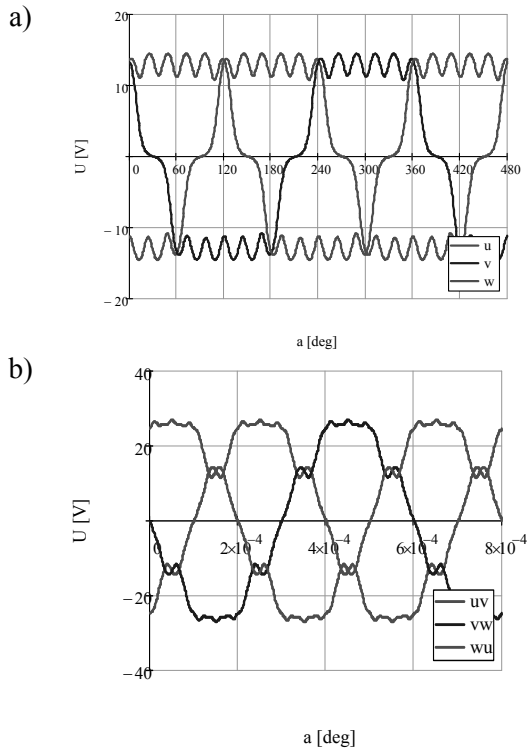 a)
20
10
0 60 120 180 240 300 360 420 480
−10
−20
U [V]
u
v
w
a [deg]
b)
40
20
0 2×10⁻⁴ 4×10⁻⁴ 6×10⁻⁴ 8×10⁻⁴
−20
−40
U [V]
uv
vw
wu
a [deg]